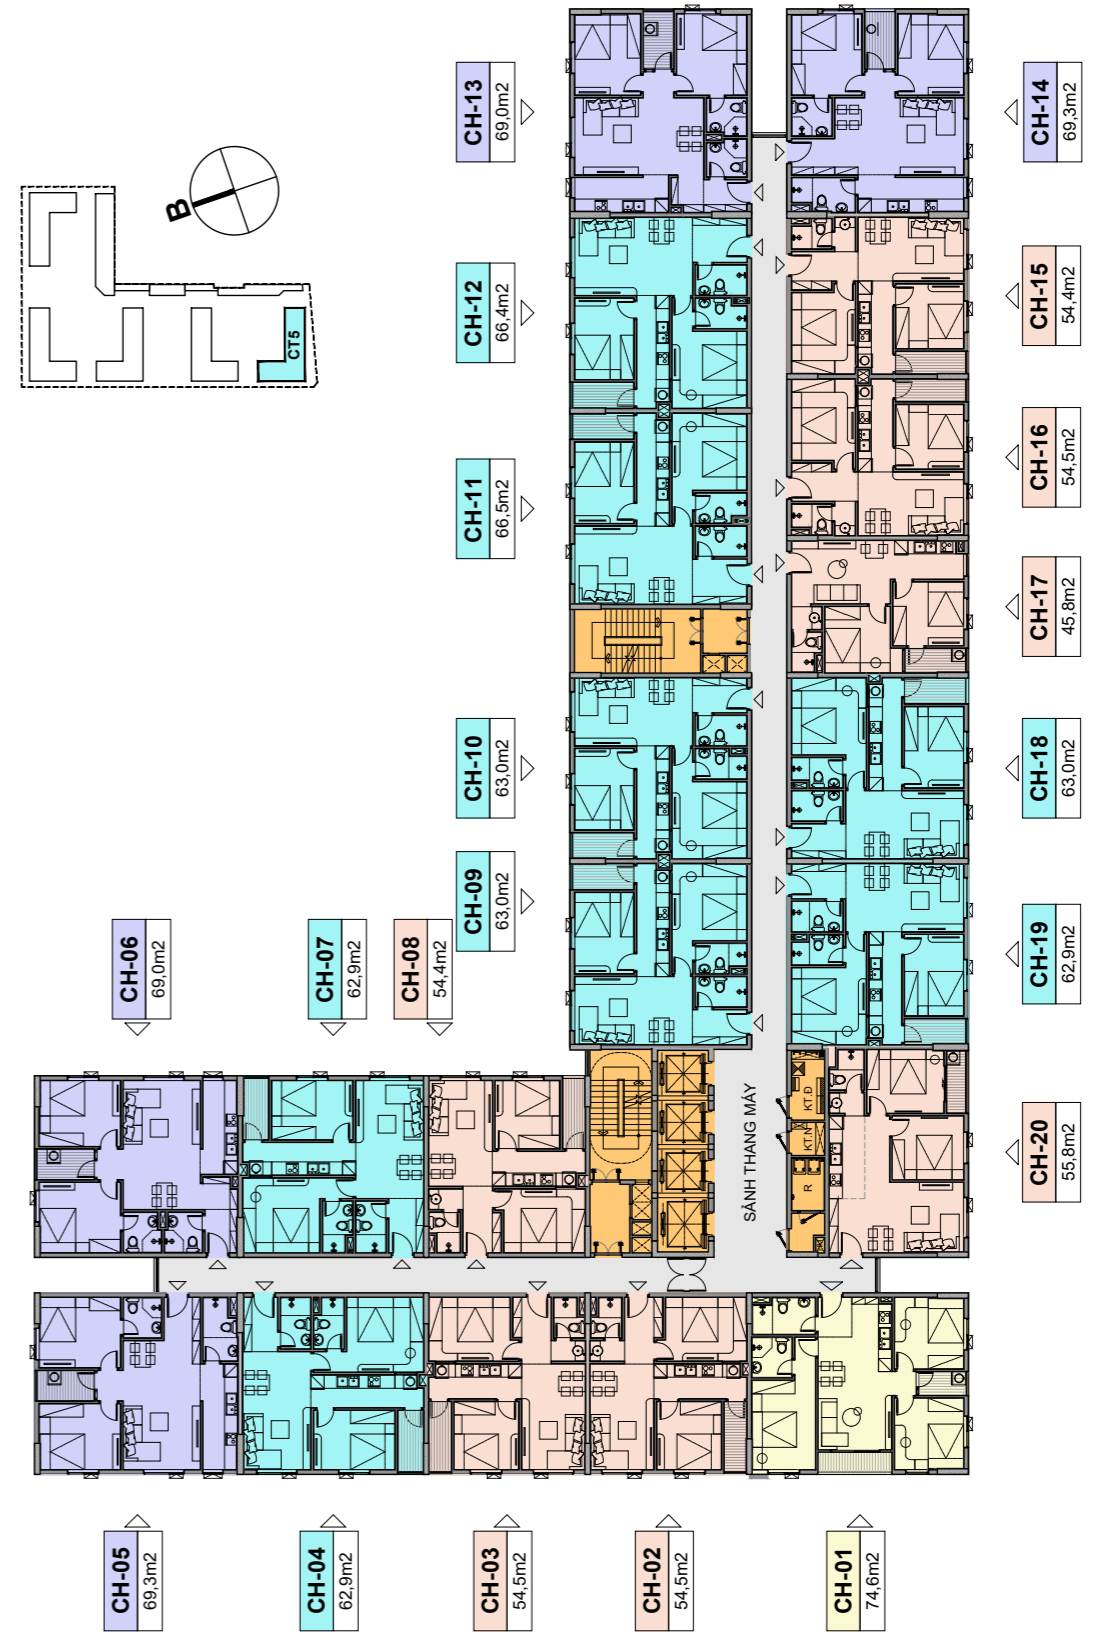 CH-13
69,0m2
CH-14
69,3m2
B
CT5
CH-12
66,4m2
CH-15
54,4m2
CH-16
54,5m2
CH-11
66,5m2
CH-17
45,8m2
CH-10
63,0m2
CH-18
63,0m2
CH-09
63,0m2
CH-19
62,9m2
CH-06
69,0m2
CH-07
62,9m2
CH-08
54,4m2
SẢNH THANG MÁY
KT.Đ
KT.N
R
CH-20
55,8m2
CH-05
69,3m2
CH-04
62,9m2
CH-03
54,5m2
CH-02
54,5m2
CH-01
74,6m2